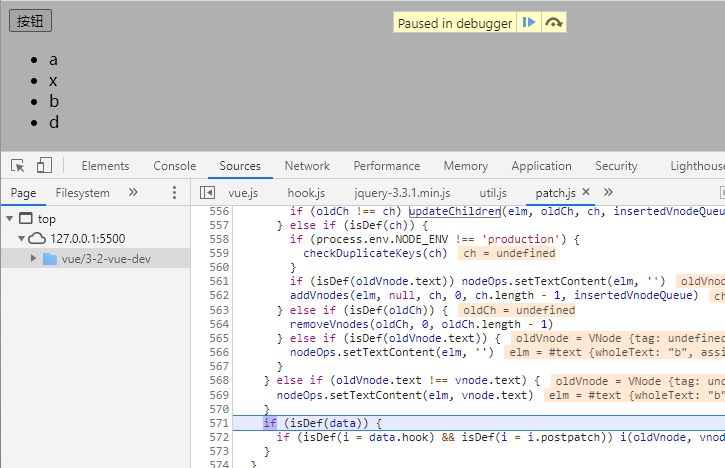 按钮
Paused in debugger
a
x
b
d
Elements Console Sources Network Performance Memory Application Security Lighthouse
Page Filesystem » vue.js hook.js jquery-3.3.1.min.js util.js patch.js × »
top
127.0.0.1:5500
vue/3-2-vue-dev
556 if (oldCh !== ch) updateChildren(elm, oldCh, ch, insertedVnodeQueu
557 } else if (isDef(ch)) {
558 if (process.env.NODE_ENV !== 'production') {
559 checkDuplicateKeys(ch) ch = undefined
560 }
561 if (isDef(oldVnode.text)) nodeOps.setTextContent(elm, '') oldVno
562 addVnodes(elm, null, ch, 0, ch.length - 1, insertedVnodeQueue) ch
563 } else if (isDef(oldCh)) { oldCh = undefined
564 removeVnodes(oldCh, 0, oldCh.length - 1)
565 } else if (isDef(oldVnode.text)) { oldVnode = VNode {tag: undefined
566 nodeOps.setTextContent(elm, '') elm = #text {wholeText: "b", assi
567 }
568 } else if (oldVnode.text !== vnode.text) { oldVnode = VNode {tag: und
569 nodeOps.setTextContent(elm, vnode.text) elm = #text {wholeText: "b"
570 }
571 if (isDef(data)) {
572 if (isDef(i = data.hook) && isDef(i = i.postpatch)) i(oldVnode, vnod
573 }
574 }